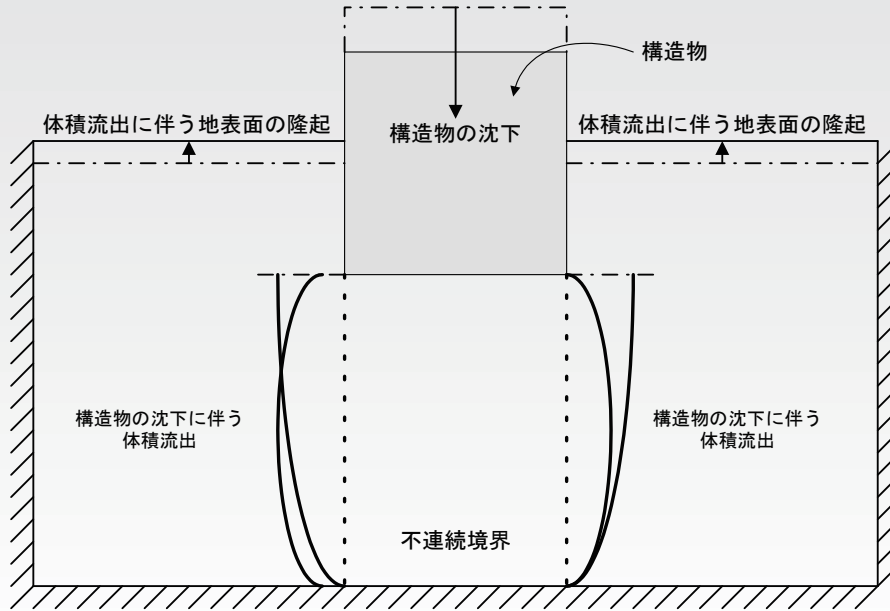 構造物
体積流出に伴う地表面の隆起
構造物の沈下
体積流出に伴う地表面の隆起
構造物の沈下に伴う
体積流出
構造物の沈下に伴う
体積流出
不連続境界